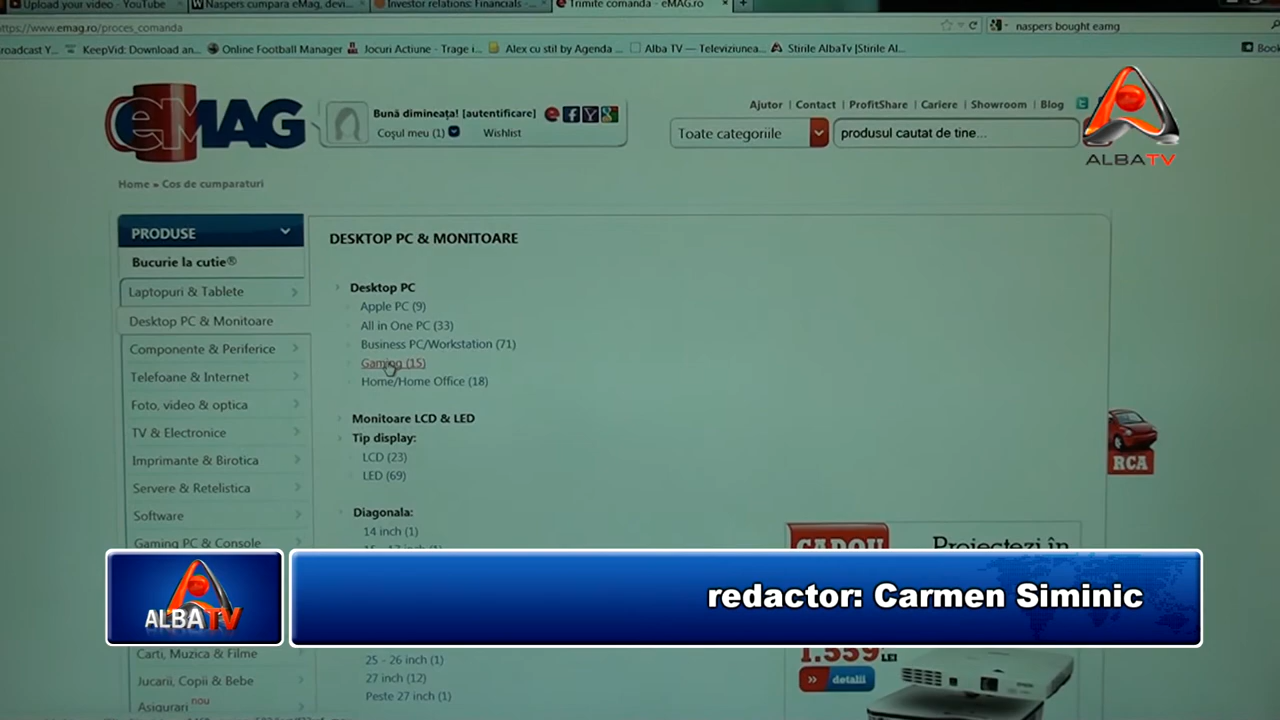 Upload your video - YouTube
Naspers cumpara eMag, devi...
Investor relations: Financials -...
Trimite comanda - eMAG.ro
https://www.emag.ro/proces_comanda
naspers bought eamg
roadcast Y...
KeepVid: Download an...
Online Football Manager
Jocuri Actiune - Trage i...
Alex cu stil by Agenda ...
Alba TV — Televiziunea...
Stirile AlbaTv [Stirile Al...
Book
eMAG
Bună dimineața! [autentificare]
Coşul meu (1)
Wishlist
Ajutor | Contact | ProfitShare | Cariere | Showroom | Blog
Toate categoriile
produsul cautat de tine...
ALBA TV
Home » Cos de cumparaturi
PRODUSE
Bucurie la cutie®
Laptopuri & Tablete
Desktop PC & Monitoare
Componente & Periferice
Telefoane & Internet
Foto, video & optica
TV & Electronice
Imprimante & Birotica
Servere & Retelistica
Software
Gaming PC & Console
Carti, Muzica & Filme
Jucarii, Copii & Bebe
Asigurari nou
DESKTOP PC & MONITOARE
Desktop PC
Apple PC (9)
All in One PC (33)
Business PC/Workstation (71)
Gaming (15)
Home/Home Office (18)
Monitoare LCD & LED
Tip display:
LCD (23)
LED (69)
Diagonala:
14 inch (1)
25 - 26 inch (1)
27 inch (12)
Peste 27 inch (1)
RCA
CADOU
Proiectezi în
1.559 LEI
detalii
ALBA TV
redactor: Carmen Siminic